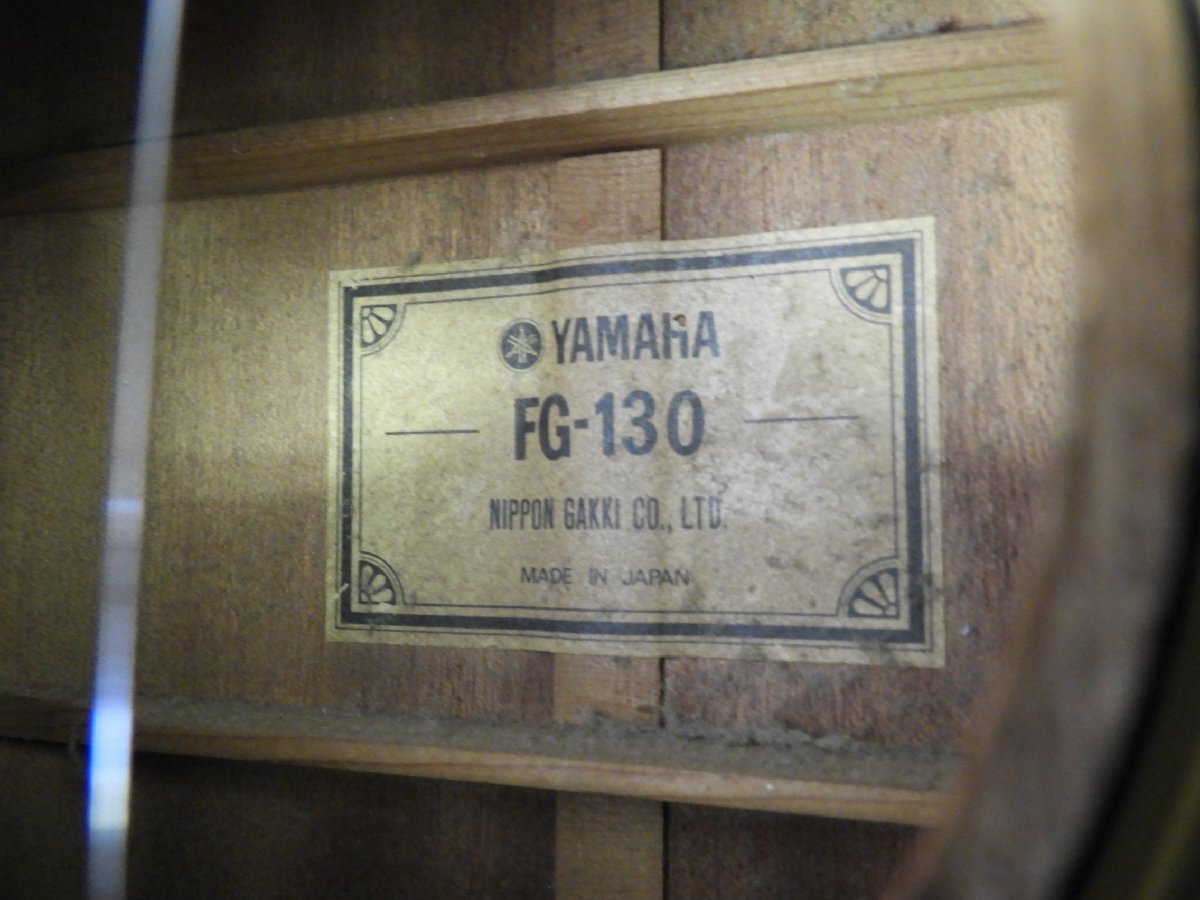 YAMAHA
FG-130
NIPPON GAKKI CO., LTD.
MADE IN JAPAN